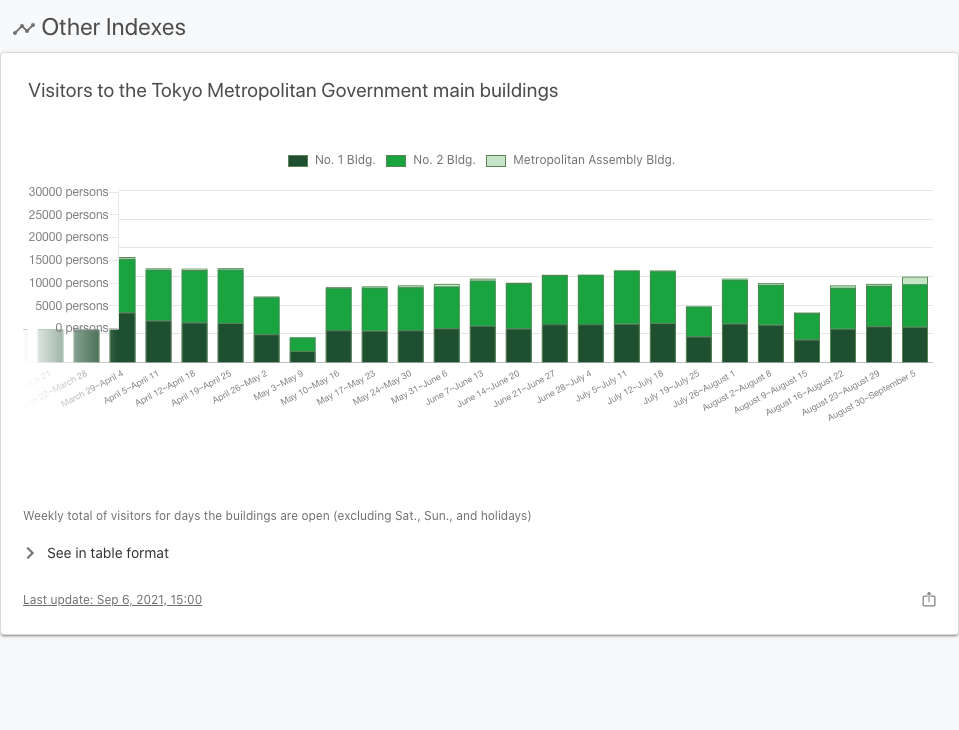 Other Indexes
Visitors to the Tokyo Metropolitan Government main buildings
No. 1 Bldg. No. 2 Bldg. Metropolitan Assembly Bldg.
30000 persons
25000 persons
20000 persons
15000 persons
10000 persons
5000 persons
0 persons
22~March 28
March 29~April 4
April 5~April 11
April 12~April 18
April 19~April 25
April 26~May 2
May 3~May 9
May 10~May 16
May 17~May 23
May 24~May 30
May 31~June 6
June 7~June 13
June 14~June 20
June 21~June 27
June 28~July 4
July 5~July 11
July 12~July 18
July 19~July 25
July 26~August 1
August 2~August 8
August 9~August 15
August 16~August 22
August 23~August 29
August 30~September 5
Weekly total of visitors for days the buildings are open (excluding Sat., Sun., and holidays)
See in table format
Last update: Sep 6, 2021, 15:00